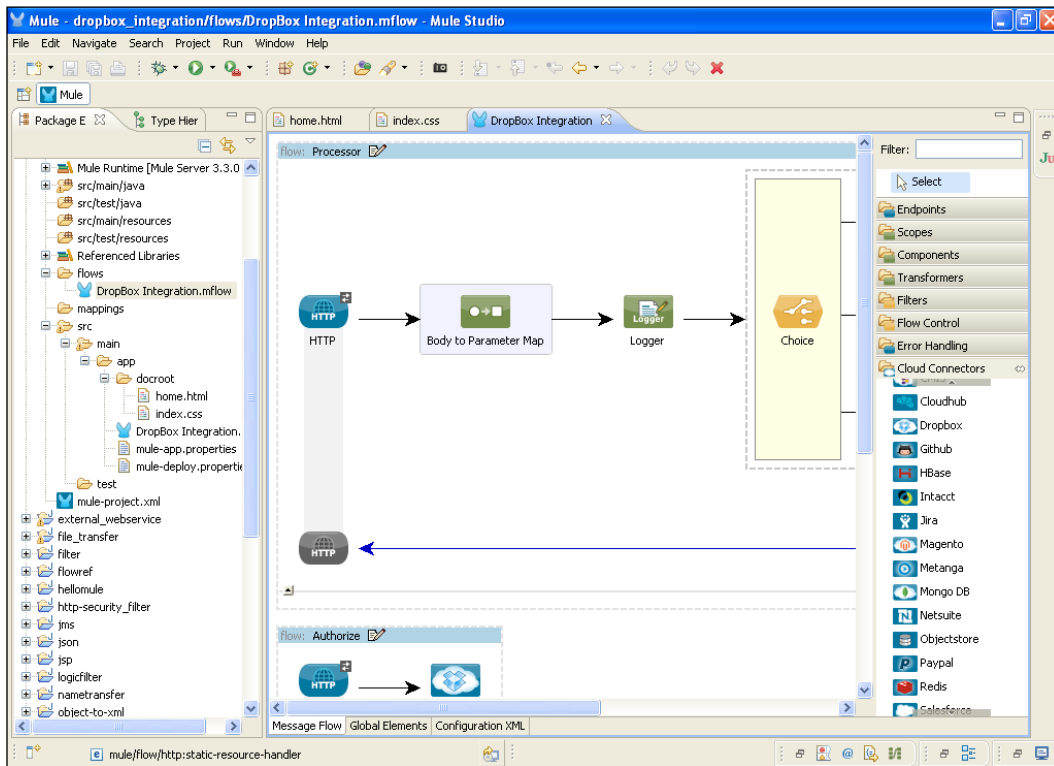 Mule - dropbox_integration/flows/DropBox Integration.mflow - Mule Studio
File Edit Navigate Search Project Run Window Help
Mule
Package E
Type Hier
home.html
index.css
DropBox Integration
Mule Runtime [Mule Server 3.3.0
src/main/java
src/test/java
src/main/resources
src/test/resources
Referenced Libraries
flows
DropBox Integration.mflow
mappings
src
main
app
docroot
home.html
index.css
DropBox Integration.
mule-app.properties
mule-deploy.propertie
test
mule-project.xml
external_webservice
file_transfer
filter
flowref
hellomule
http-security_filter
jms
json
jsp
logicfilter
nametransfer
object-to-xml
flow: Processor
HTTP
HTTP
Body to Parameter Map
Logger
Logger
Choice
HTTP
flow: Authorize
HTTP
Message Flow
Global Elements
Configuration XML
Filter:
Select
Endpoints
Scopes
Components
Transformers
Filters
Flow Control
Error Handling
Cloud Connectors
Cloudhub
Dropbox
Github
HBase
Intacct
Jira
Magento
Metanga
Mongo DB
Netsuite
Objectstore
Paypal
Redis
Salesforce
Ju
mule/flow/http:static-resource-handler